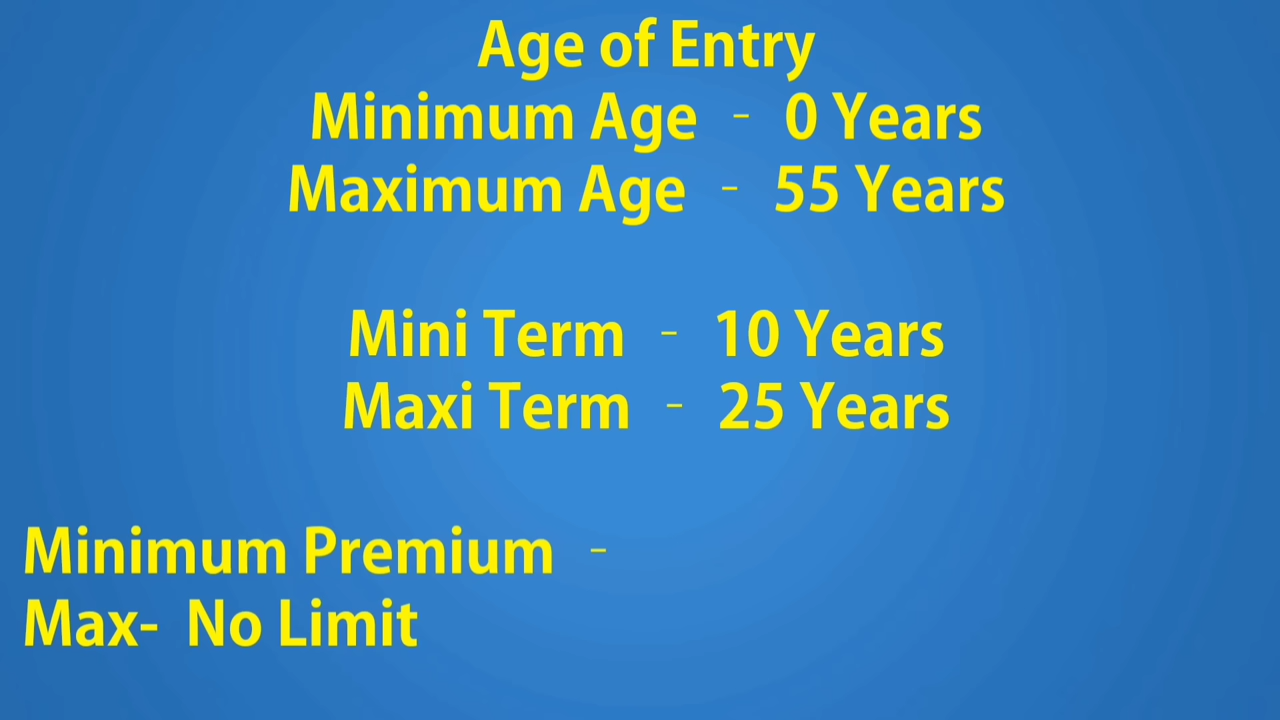 Age of Entry
Minimum Age - 0 Years
Maximum Age - 55 Years
Mini Term - 10 Years
Maxi Term - 25 Years
Minimum Premium -
Max- No Limit